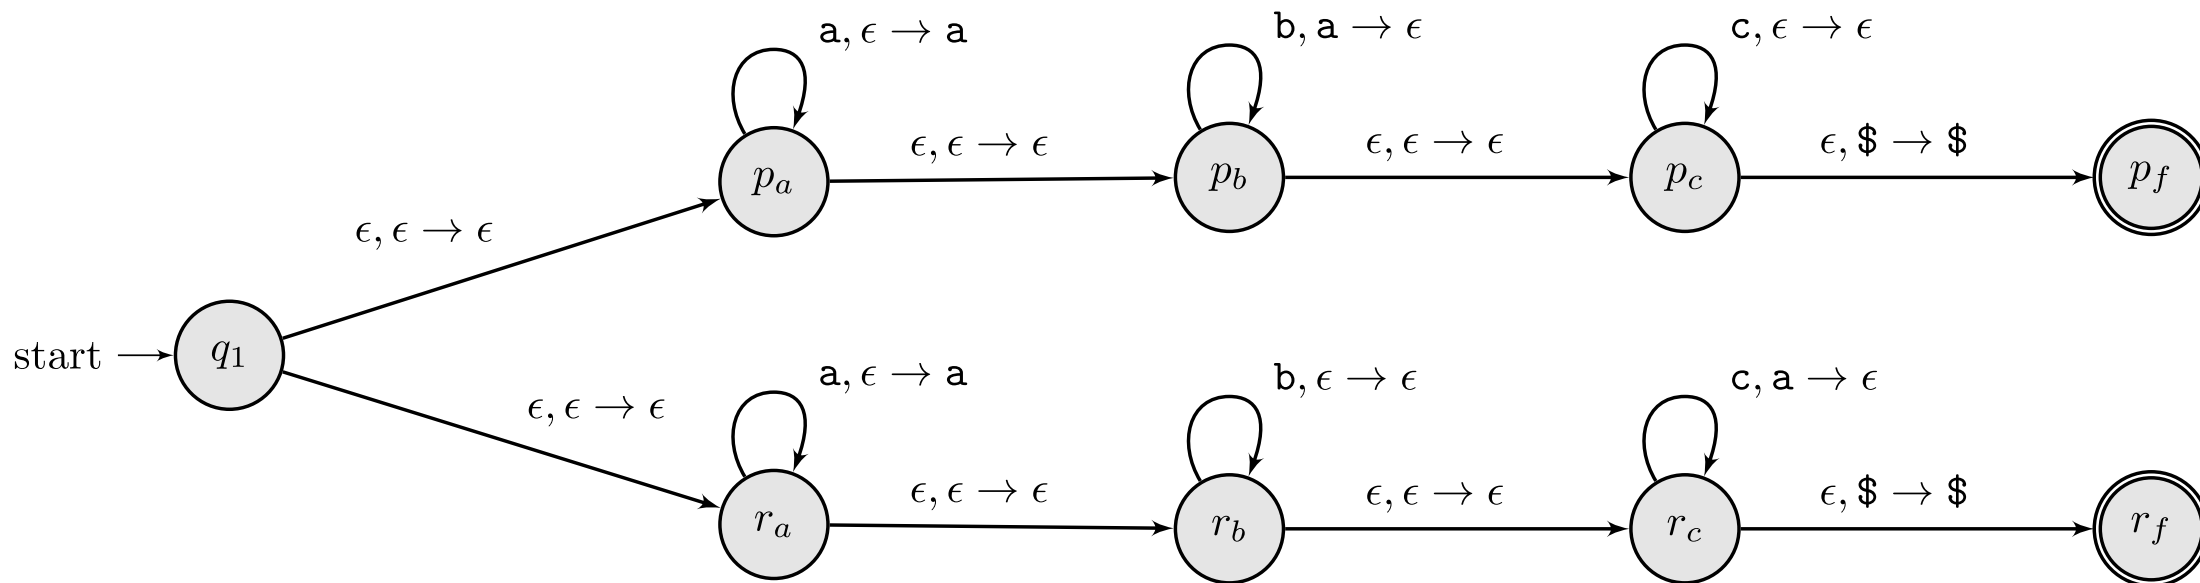 a, ϵ → a
b, a → ϵ
c, ϵ → ϵ
ϵ, ϵ → ϵ
ϵ, ϵ → ϵ
ϵ, $ → $
p_a
p_b
p_c
p_f
ϵ, ϵ → ϵ
start
q_1
a, ϵ → a
b, ϵ → ϵ
c, a → ϵ
ϵ, ϵ → ϵ
ϵ, ϵ → ϵ
ϵ, ϵ → ϵ
ϵ, $ → $
r_a
r_b
r_c
r_f